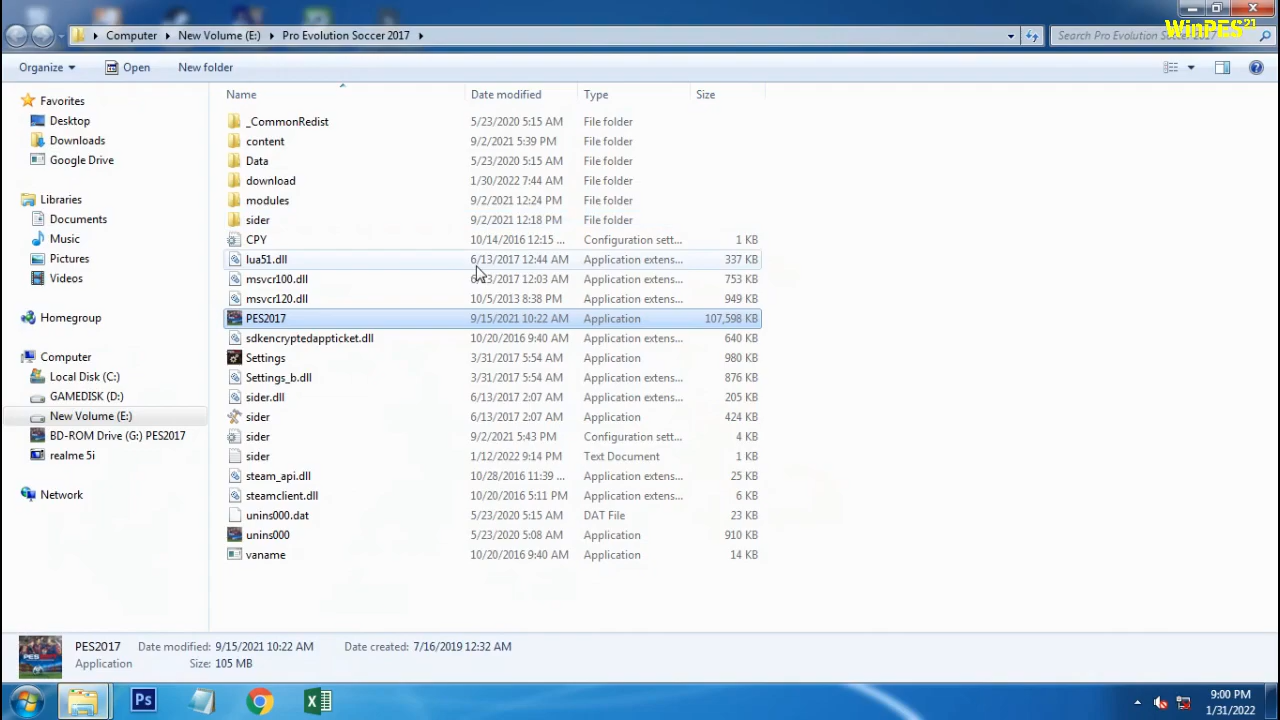 WinPES21
Computer ▸ New Volume (E:) ▸ Pro Evolution Soccer 2017 ▸
Search Pro Evolution Soccer 2017
Organize Open New folder
Name Date modified Type Size
Favorites
Desktop
Downloads
Google Drive
Libraries
Documents
Music
Pictures
Videos
Homegroup
Computer
Local Disk (C:)
GAMEDISK (D:)
New Volume (E:)
BD-ROM Drive (G:) PES2017
realme 5i
Network
_CommonRedist 5/23/2020 5:15 AM File folder
content 9/2/2021 5:39 PM File folder
Data 5/23/2020 5:15 AM File folder
download 1/30/2022 7:44 AM File folder
modules 9/2/2021 12:24 PM File folder
sider 9/2/2021 12:18 PM File folder
CPY 10/14/2016 12:15 ... Configuration sett... 1 KB
lua51.dll 6/13/2017 12:44 AM Application extens... 337 KB
msvcr100.dll 6/13/2017 12:03 AM Application extens... 753 KB
msvcr120.dll 10/5/2013 8:38 PM Application extens... 949 KB
PES2017 9/15/2021 10:22 AM Application 107,598 KB
sdkencryptedappticket.dll 10/20/2016 9:40 AM Application extens... 640 KB
Settings 3/31/2017 5:54 AM Application 980 KB
Settings_b.dll 3/31/2017 5:54 AM Application extens... 876 KB
sider.dll 6/13/2017 2:07 AM Application extens... 205 KB
sider 6/13/2017 2:07 AM Application 424 KB
sider 9/2/2021 5:43 PM Configuration sett... 4 KB
sider 1/12/2022 9:14 PM Text Document 1 KB
steam_api.dll 10/28/2016 11:39 ... Application extens... 25 KB
steamclient.dll 10/20/2016 5:11 PM Application extens... 6 KB
unins000.dat 5/23/2020 5:15 AM DAT File 23 KB
unins000 5/23/2020 5:08 AM Application 910 KB
vaname 10/20/2016 9:40 AM Application 14 KB
PES2017 Date modified: 9/15/2021 10:22 AM Date created: 7/16/2019 12:32 AM
Application Size: 105 MB
Ps
9:00 PM
1/31/2022